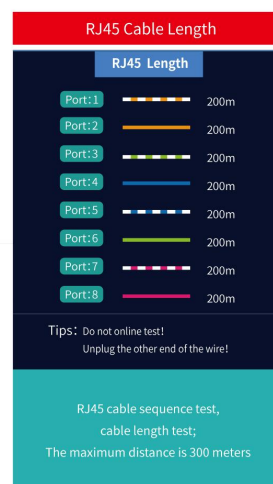 RJ45 Cable Length
RJ45 Length
Port:1 200m
Port:2 200m
Port:3 200m
Port:4 200m
Port:5 200m
Port:6 200m
Port:7 200m
Port:8 200m
Tips: Do not online test!
Unplug the other end of the wire!
RJ45 cable sequence test,
cable length test;
The maximum distance is 300 meters